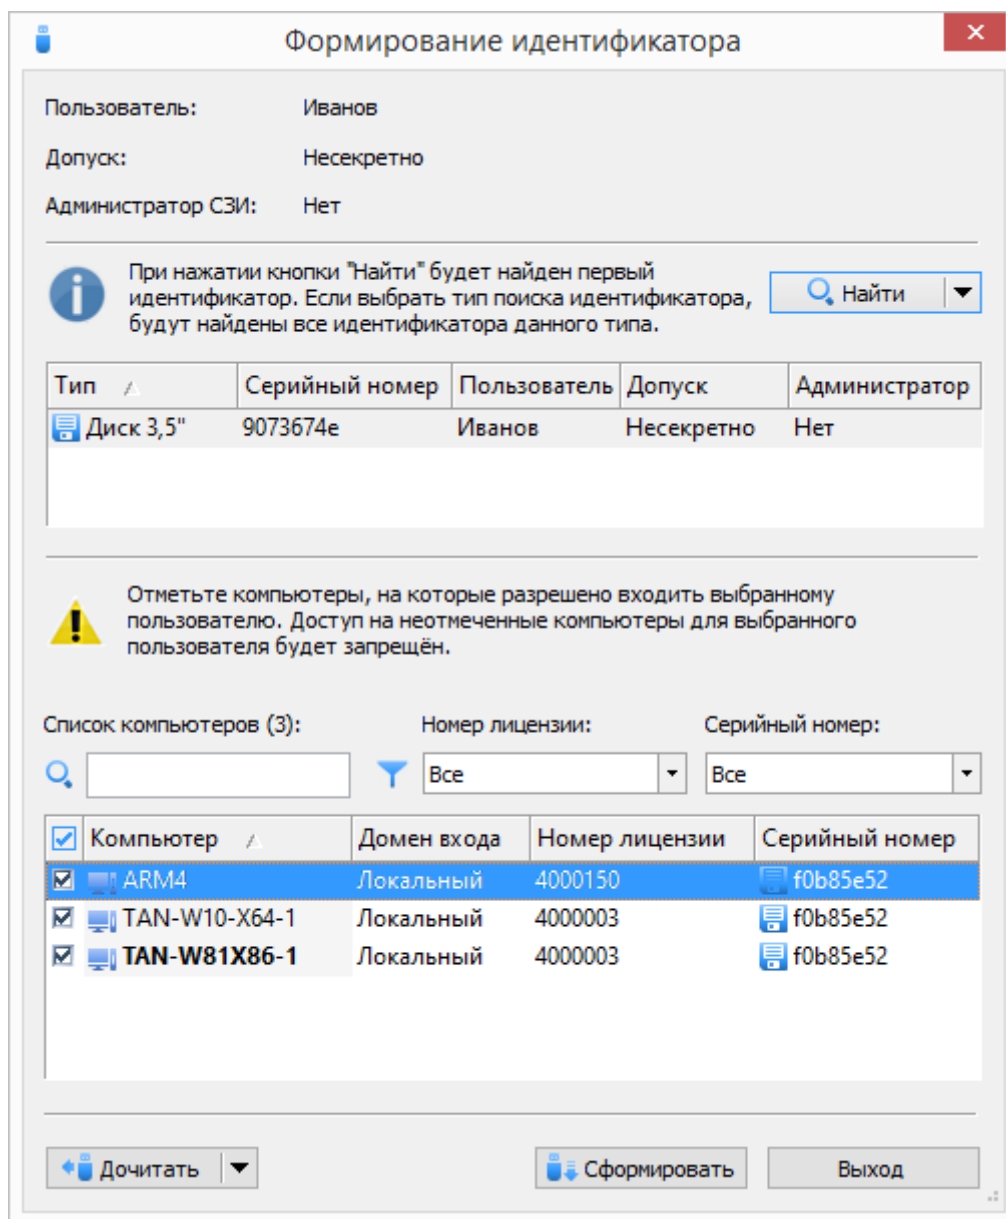 Формирование идентификатора
Пользователь: Иванов
Допуск: Несекретно
Администратор СЗИ: Нет
При нажатии кнопки "Найти" будет найден первый
идентификатор. Если выбрать тип поиска идентификатора,
будут найдены все идентификатора данного типа.
Найти
Тип Серийный номер Пользователь Допуск Администратор
Диск 3,5" 9073674e Иванов Несекретно Нет
Отметьте компьютеры, на которые разрешено входить выбранному
пользователю. Доступ на неотмеченные компьютеры для выбранного
пользователя будет запрещён.
Список компьютеров (3): Номер лицензии: Серийный номер:
Все Все
Компьютер Домен входа Номер лицензии Серийный номер
ARM4 Локальный 4000150 f0b85e52
TAN-W10-X64-1 Локальный 4000003 f0b85e52
TAN-W81X86-1 Локальный 4000003 f0b85e52
Дочитать Сформировать Выход